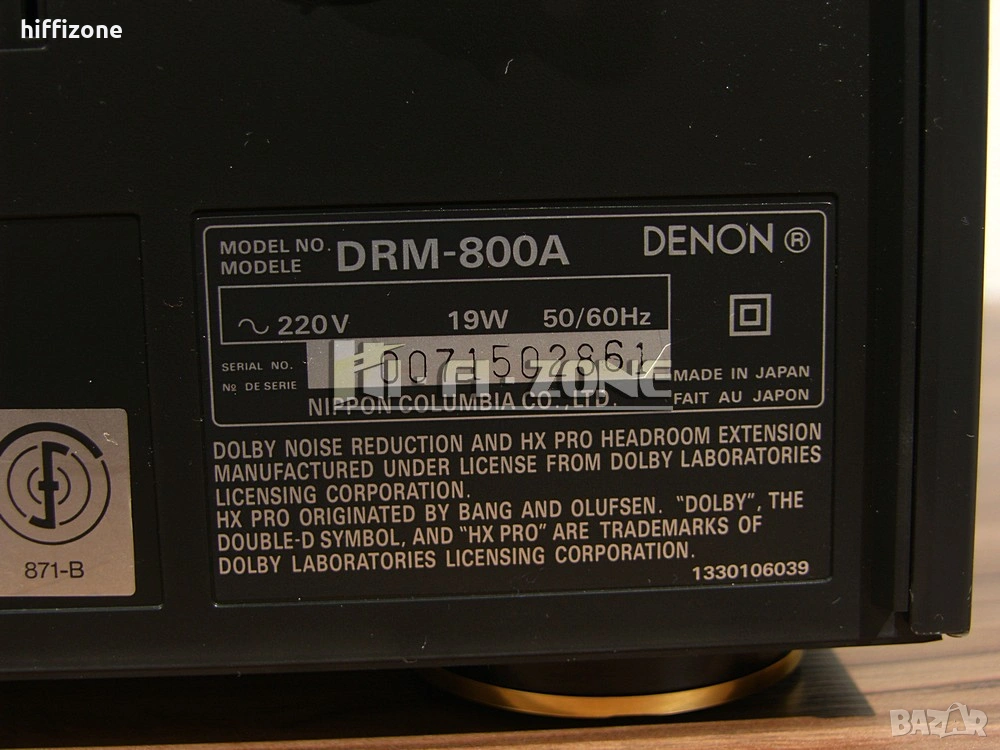 hiffizone
MODEL NO. DRM-800A DENON ®
MODELE
~ 220V 19W 50/60Hz
SERIAL NO. 0071502861
Nº DE SERIE
HI-FI-ZONE
NIPPON COLUMBIA CO.,LTD.
MADE IN JAPAN
FAIT AU JAPON
DOLBY NOISE REDUCTION AND HX PRO HEADROOM EXTENSION
MANUFACTURED UNDER LICENSE FROM DOLBY LABORATORIES
LICENSING CORPORATION.
HX PRO ORIGINATED BY BANG AND OLUFSEN. "DOLBY", THE
DOUBLE-D SYMBOL, AND "HX PRO" ARE TRADEMARKS OF
DOLBY LABORATORIES LICENSING CORPORATION.
1330106039
871-B
BAZAR